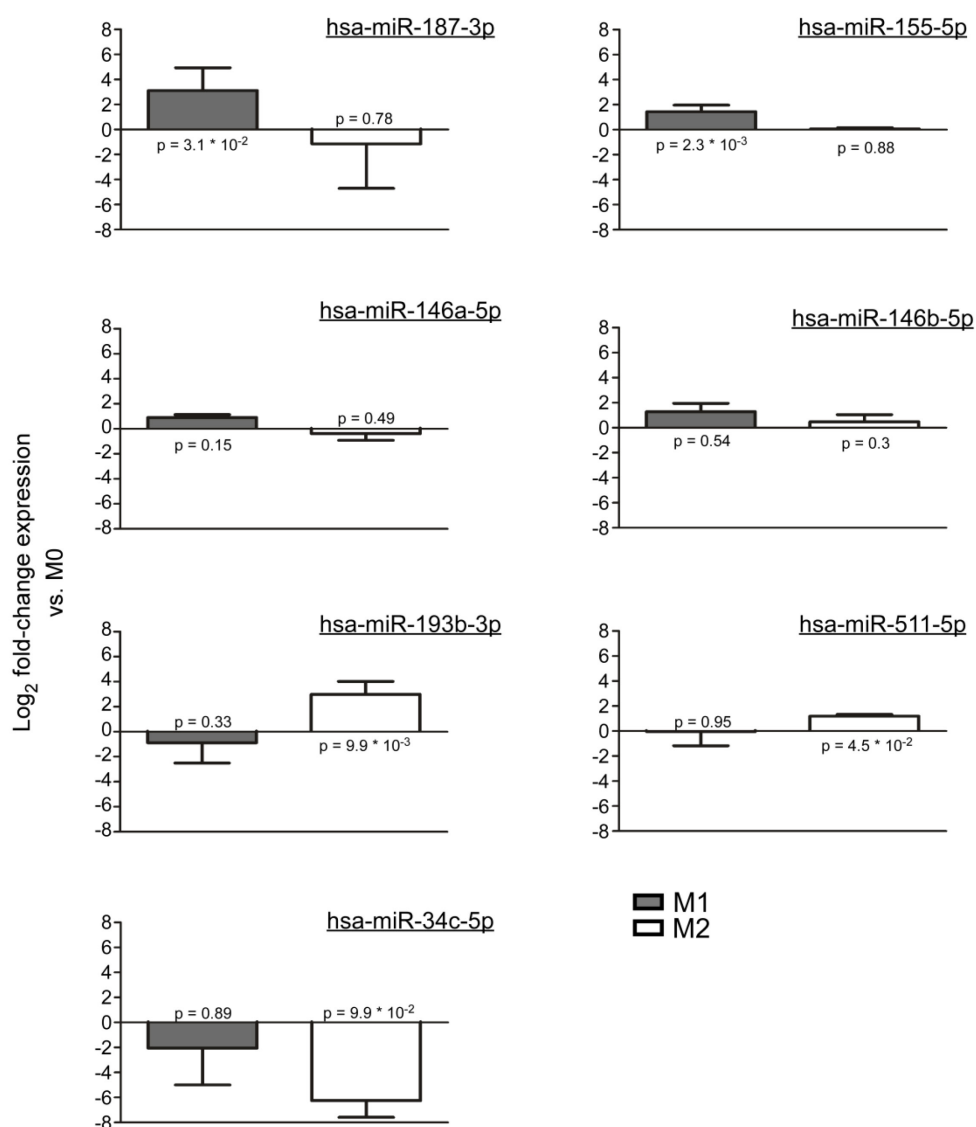 hsa-miR-187-3p
8
6
4
2
0
-2
-4
-6
-8
p = 3.1 * 10-2
p = 0.78
hsa-miR-155-5p
8
6
4
2
0
-2
-4
-6
-8
p = 2.3 * 10-3
p = 0.88
hsa-miR-146a-5p
8
6
4
2
0
-2
-4
-6
-8
p = 0.15
p = 0.49
hsa-miR-146b-5p
8
6
4
2
0
-2
-4
-6
-8
p = 0.54
p = 0.3
Log2 fold-change expression
vs. M0
hsa-miR-193b-3p
8
6
4
2
0
-2
-4
-6
-8
p = 0.33
p = 9.9 * 10-3
hsa-miR-511-5p
8
6
4
2
0
-2
-4
-6
-8
p = 0.95
p = 4.5 * 10-2
hsa-miR-34c-5p
8
6
4
2
0
-2
-4
-6
-8
p = 0.89
p = 9.9 * 10-2
M1
M2